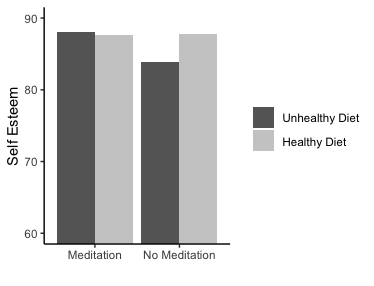 Self Esteem
90
80
70
60
Meditation
No Meditation
Unhealthy Diet
Healthy Diet